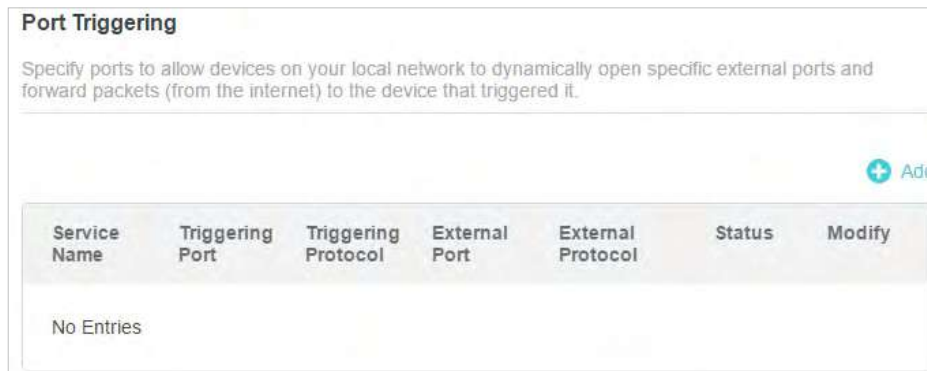 Port Triggering
Specify ports to allow devices on your local network to dynamically open specific external ports and
forward packets (from the internet) to the device that triggered it.
Add
Service Name Triggering Port Triggering Protocol External Port External Protocol Status Modify
No Entries